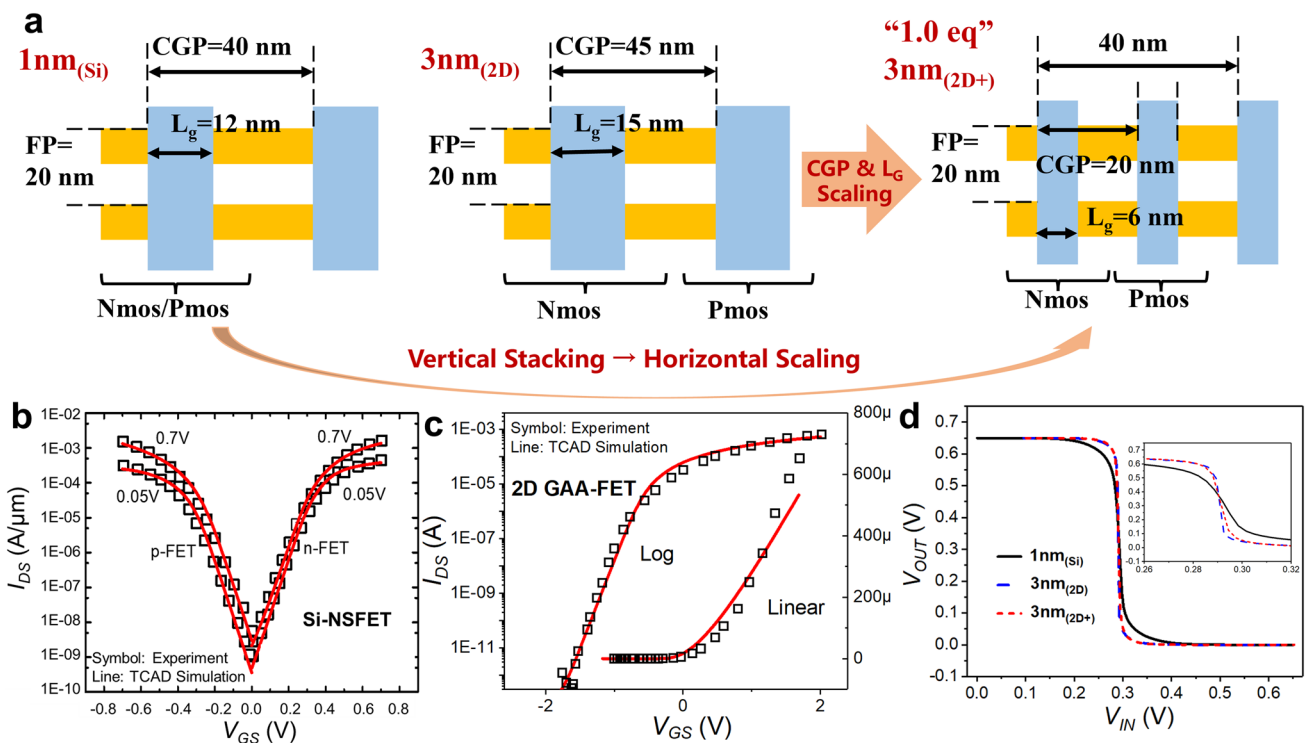 a
1nm(Si)
CGP=40 nm
Lg=12 nm
FP=
20 nm
Nmos/Pmos
3nm(2D)
CGP=45 nm
Lg=15 nm
FP=
20 nm
Nmos
Pmos
CGP & LG
Scaling
“1.0 eq”
3nm(2D+)
40 nm
FP=
20 nm
CGP=20 nm
Lg=6 nm
Nmos
Pmos
Vertical Stacking → Horizontal Scaling
b
1E-02
1E-03
1E-04
1E-05
1E-06
1E-07
1E-08
1E-09
1E-10
IDS (A/μm)
0.7V
0.7V
0.05V
0.05V
p-FET
n-FET
Si-NSFET
Symbol: Experiment
Line: TCAD Simulation
-0.8 -0.6 -0.4 -0.2 0.0 0.2 0.4 0.6 0.8
VGS (V)
c
Symbol: Experiment
Line: TCAD Simulation
2D GAA-FET
1E-03
1E-05
1E-07
1E-09
1E-11
IDS (A)
Log
Linear
800μ
600μ
400μ
200μ
0
-2 0 2
VGS (V)
d
0.7
0.6
0.5
0.4
0.3
0.2
0.1
0.0
VOUT (V)
0.7
0.6
0.5
0.4
0.3
0.2
0.1
0.0
0.26 0.28 0.30 0.32
1nm(Si)
3nm(2D)
3nm(2D+)
0.0 0.1 0.2 0.3 0.4 0.5 0.6
VIN (V)